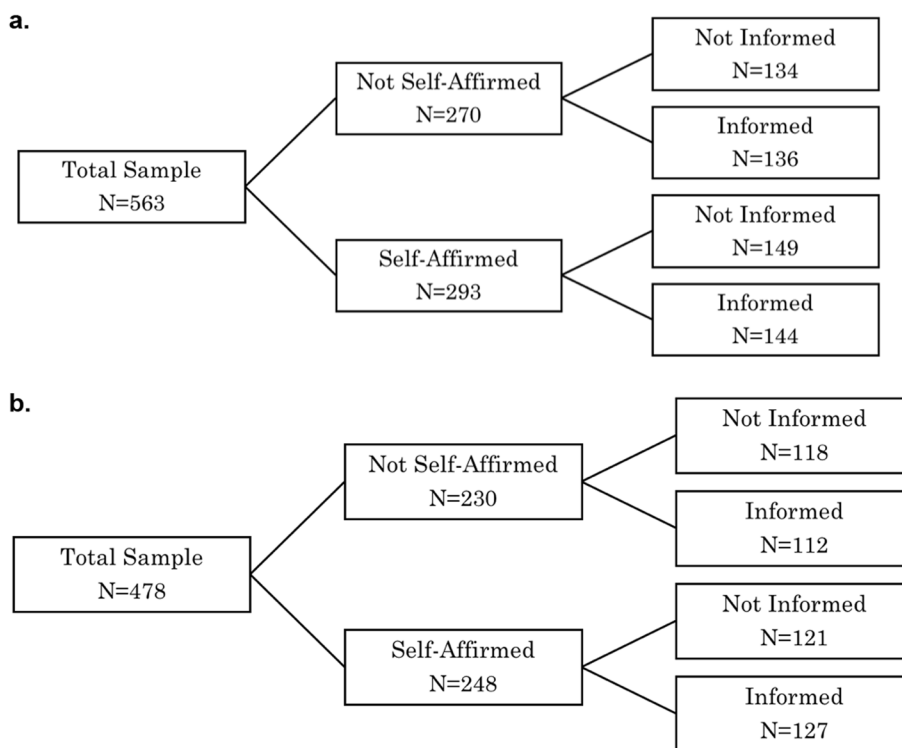 a.
Total Sample
N=563
Not Self-Affirmed
N=270
Self-Affirmed
N=293
Not Informed
N=134
Informed
N=136
Not Informed
N=149
Informed
N=144
b.
Total Sample
N=478
Not Self-Affirmed
N=230
Self-Affirmed
N=248
Not Informed
N=118
Informed
N=112
Not Informed
N=121
Informed
N=127